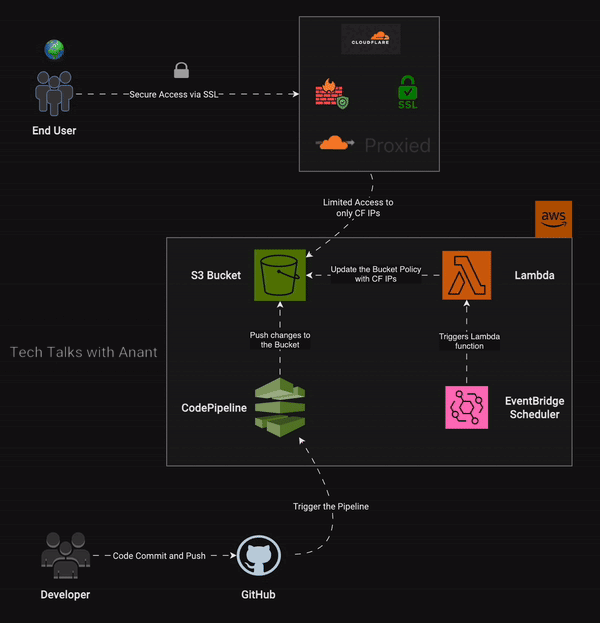 CLOUDFLARE
SSL
Proxied
Secure Access via SSL
End User
Limited Access to
only CF IPs
aws
S3 Bucket
Update the Bucket Policy
with CF IPs
Lambda
Push changes to
the Bucket
Triggers Lambda
function
Tech Talks with Anant
CodePipeline
EventBridge
Scheduler
Trigger the Pipeline
Code Commit and Push
Developer
GitHub